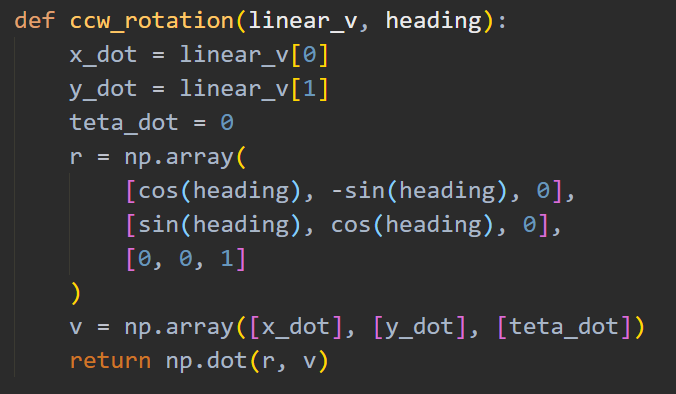 def ccw_rotation(linear_v, heading):
    x_dot = linear_v[0]
    y_dot = linear_v[1]
    teta_dot = 0
    r = np.array(
        [cos(heading), -sin(heading), 0],
        [sin(heading), cos(heading), 0],
        [0, 0, 1]
    )
    v = np.array([x_dot], [y_dot], [teta_dot])
    return np.dot(r, v)